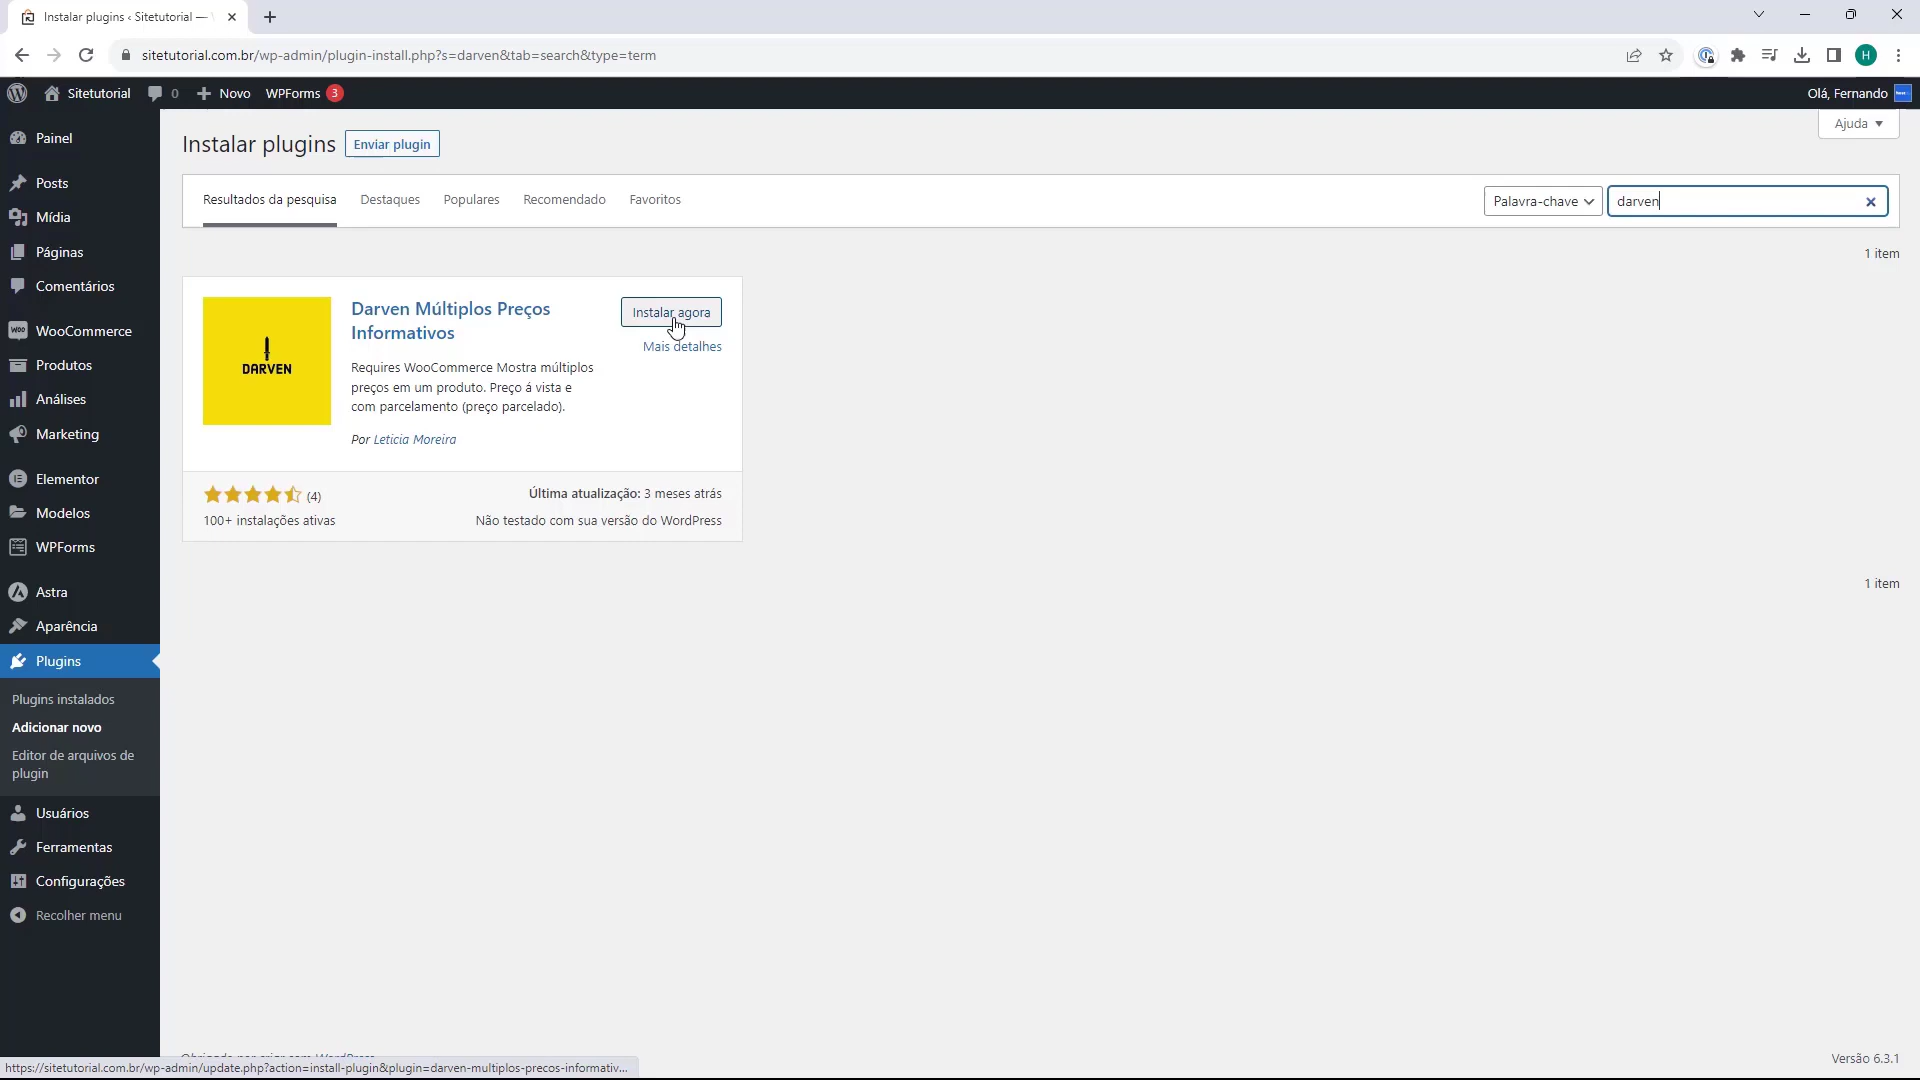 Instalar plugins ‹ Sitetutorial —
sitetutorial.com.br/wp-admin/plugin-install.php?s=darven&tab=search&type=term
H
Sitetutorial
0
Novo
WPForms 3
Olá, Fernando
Painel
Posts
Mídia
Páginas
Comentários
WooCommerce
Produtos
Análises
Marketing
Elementor
Modelos
WPForms
Astra
Aparência
Plugins
Plugins instalados
Adicionar novo
Editor de arquivos de
plugin
Usuários
Ferramentas
Configurações
Recolher menu
Instalar plugins
Enviar plugin
Ajuda
Resultados da pesquisa
Destaques
Populares
Recomendado
Favoritos
Palavra-chave
darven
1 item
DARVEN
Darven Múltiplos Preços
Informativos
Instalar agora
Mais detalhes
Requires WooCommerce Mostra múltiplos
preços em um produto. Preço á vista e
com parcelamento (preço parcelado).
Por Leticia Moreira
(4)
100+ instalações ativas
Última atualização: 3 meses atrás
Não testado com sua versão do WordPress
1 item
Versão 6.3.1
https://sitetutorial.com.br/wp-admin/update.php?action=install-plugin&plugin=darven-multiplos-precos-informativ...